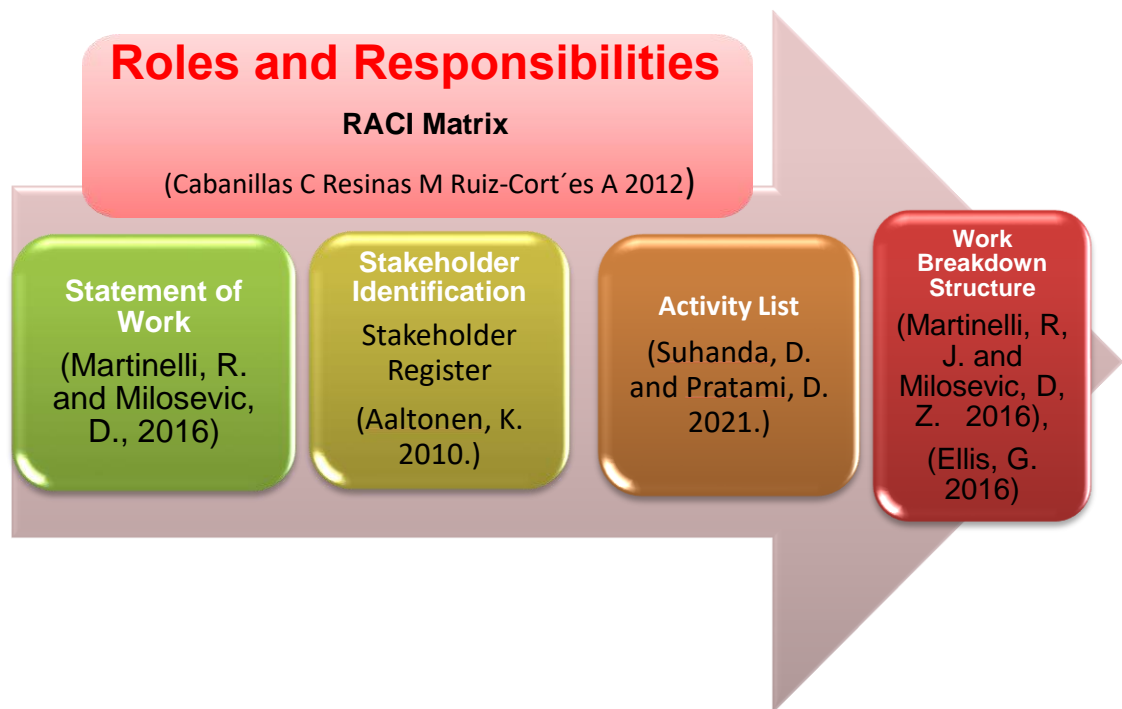 Roles and Responsibilities
RACI Matrix
(Cabanillas C Resinas M Ruiz-Cort´es A 2012)
Statement of
Work
(Martinelli, R.
and Milosevic,
D., 2016)
Stakeholder
Identification
Stakeholder
Register
(Aaltonen, K.
2010.)
Activity List
(Suhanda, D.
and Pratami, D.
2021.)
Work
Breakdown
Structure
(Martinelli, R,
J. and
Milosevic, D,
Z. 2016),
(Ellis, G.
2016)